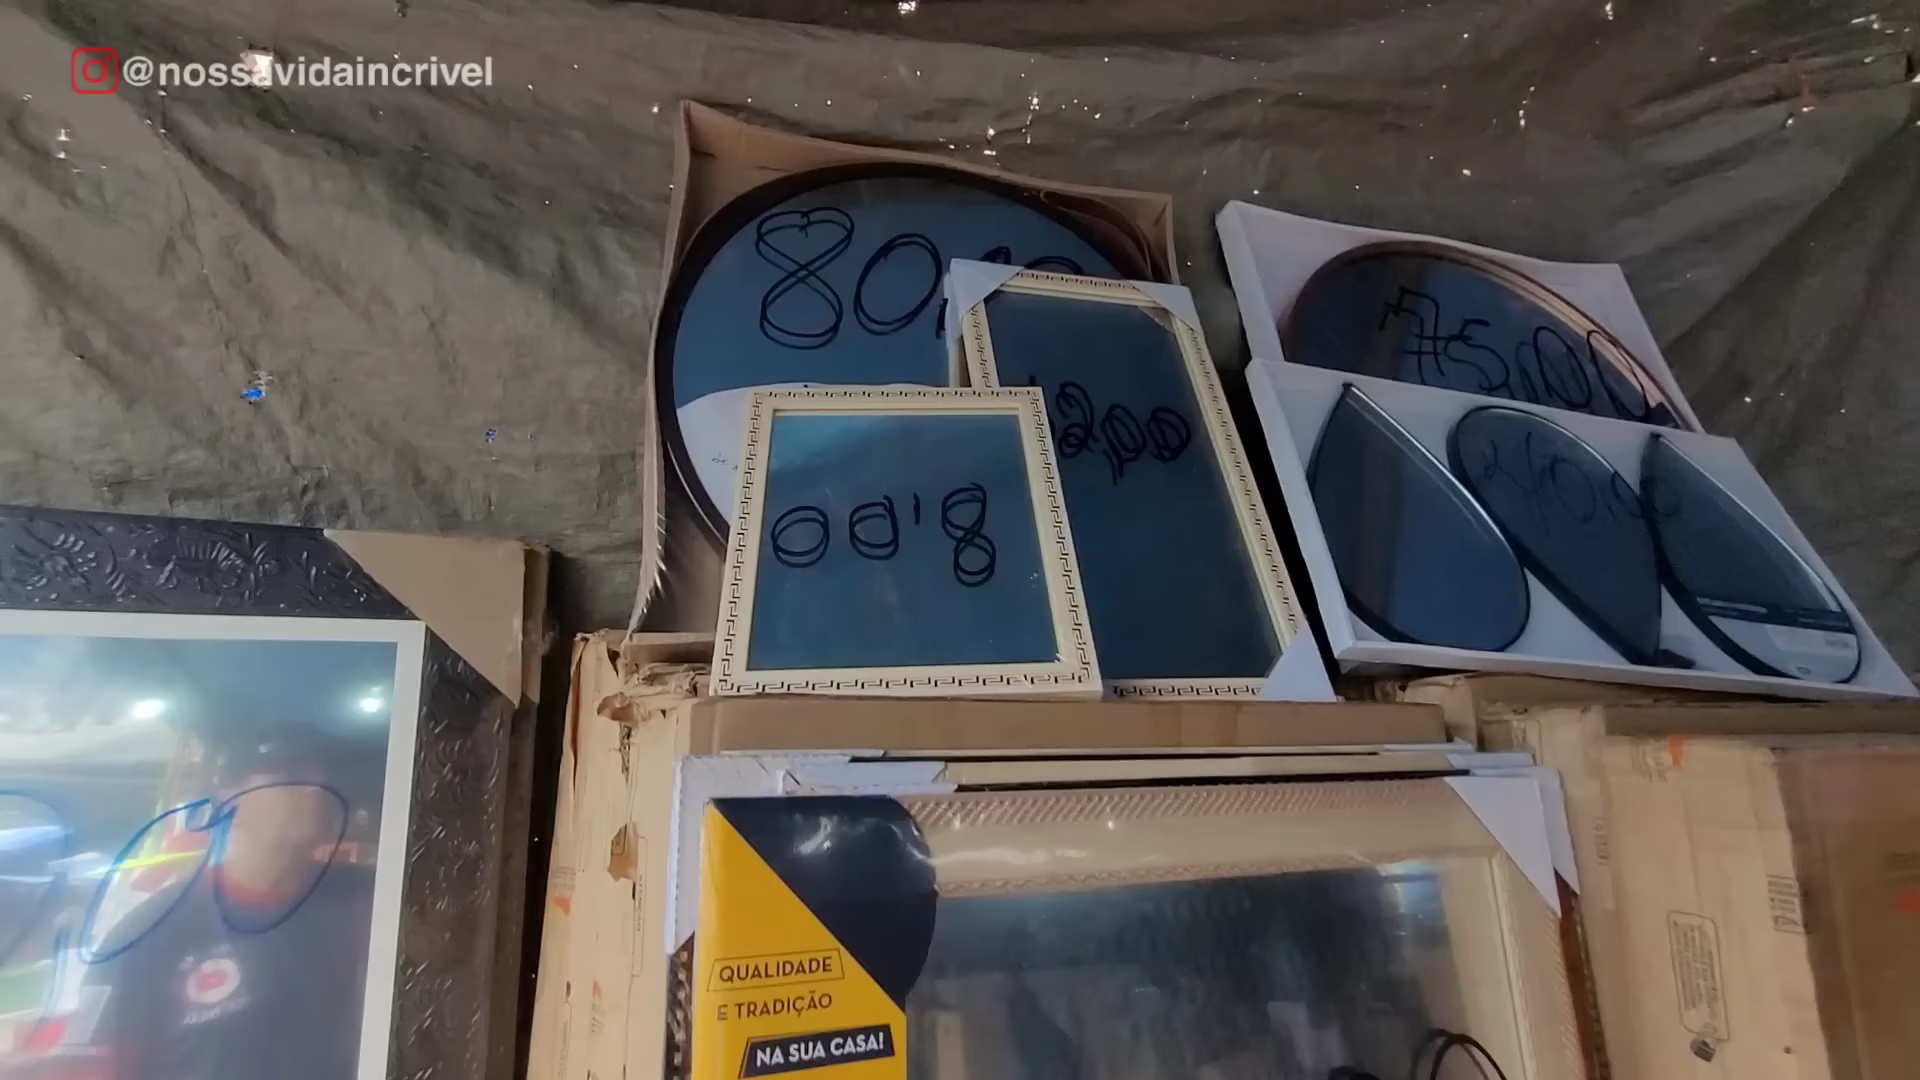 @nossavidaincrivel
80,
75,00
12,00
8,00
QUALIDADE
E TRADIÇÃO
NA SUA CASA!